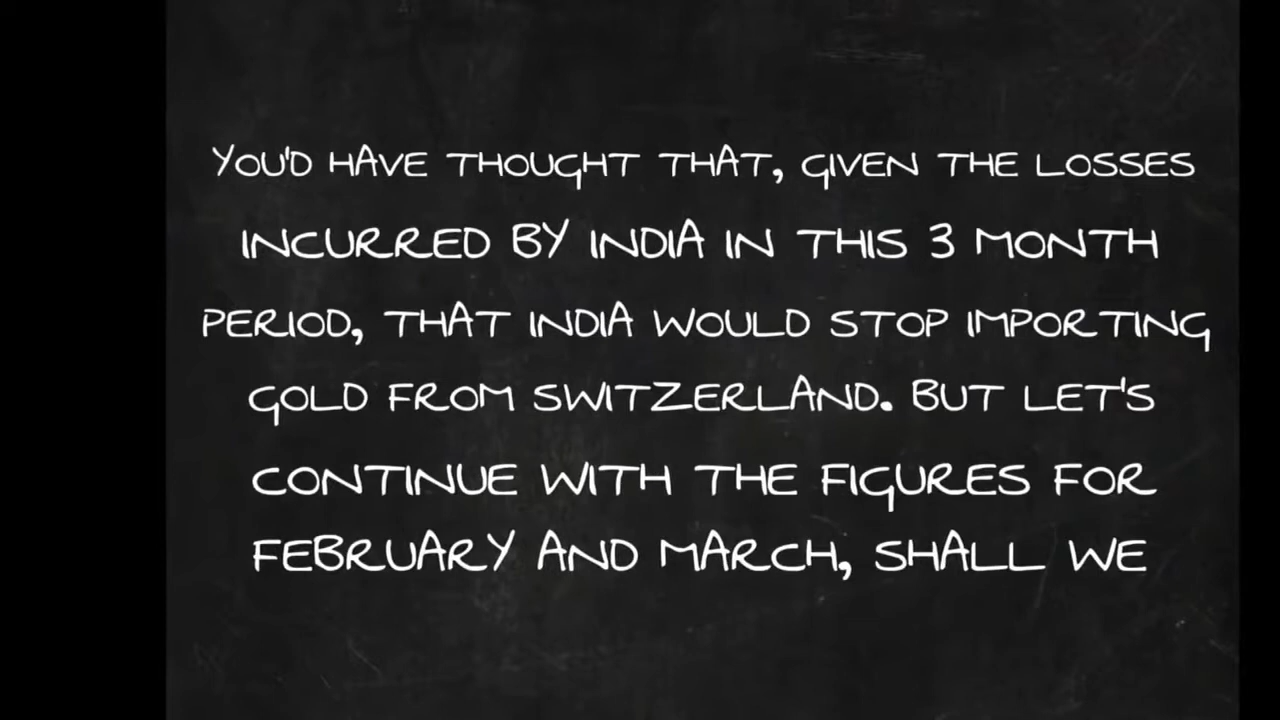 YOU'D HAVE THOUGHT THAT, GIVEN THE LOSSES
INCURRED BY INDIA IN THIS 3 MONTH
PERIOD, THAT INDIA WOULD STOP IMPORTING
GOLD FROM SWITZERLAND. BUT LET'S
CONTINUE WITH THE FIGURES FOR
FEBRUARY AND MARCH, SHALL WE